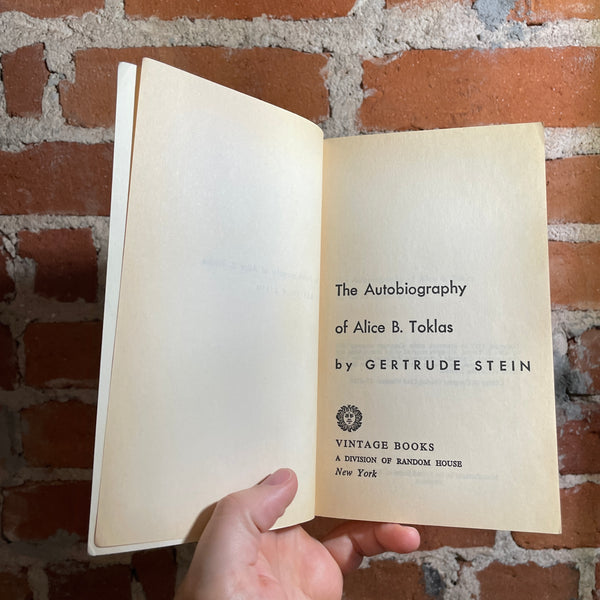 The Autobiography
of Alice B. Toklas
by GERTRUDE STEIN
VINTAGE BOOKS
A DIVISION OF RANDOM HOUSE
New York